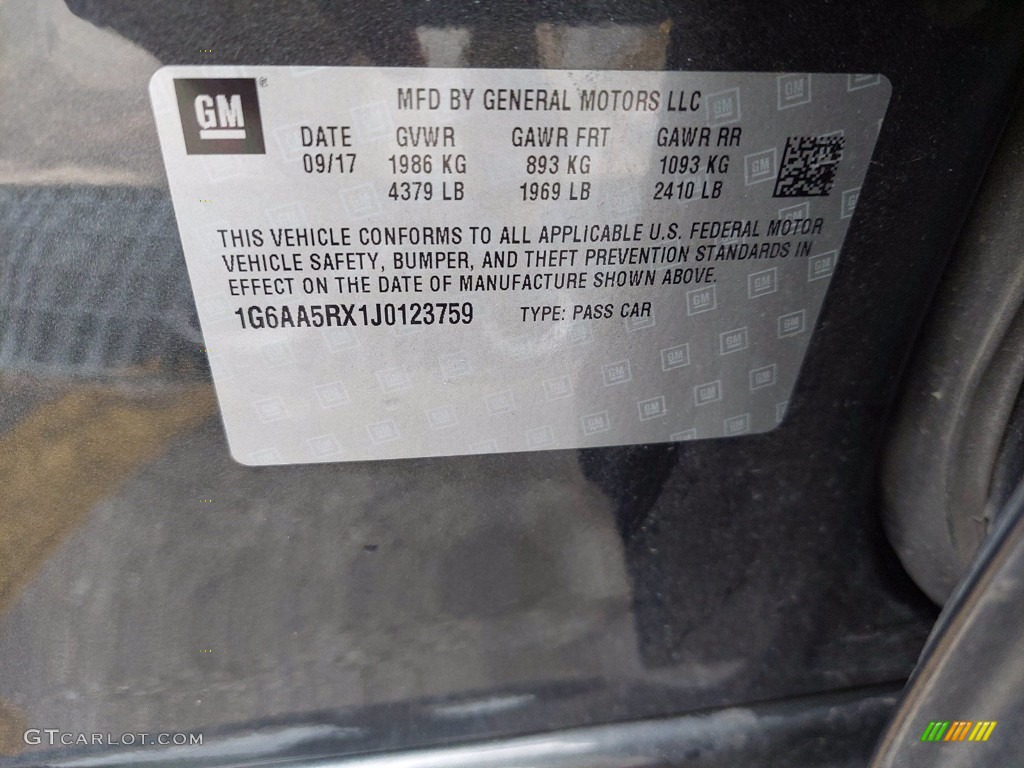 GM ®
MFD BY GENERAL MOTORS LLC
DATE GVWR GAWR FRT GAWR RR
09/17 1986 KG 893 KG 1093 KG
4379 LB 1969 LB 2410 LB
THIS VEHICLE CONFORMS TO ALL APPLICABLE U.S. FEDERAL MOTOR
VEHICLE SAFETY, BUMPER, AND THEFT PREVENTION STANDARDS IN
EFFECT ON THE DATE OF MANUFACTURE SHOWN ABOVE.
1G6AA5RX1J0123759 TYPE: PASS CAR
GTCARLOT.COM